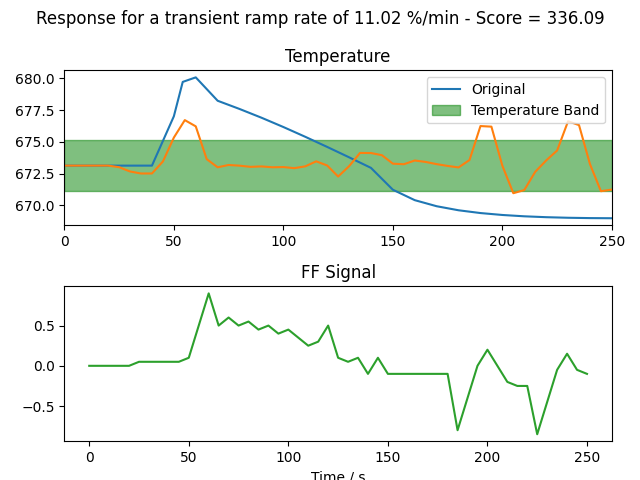 Response for a transient ramp rate of 11.02 %/min - Score = 336.09
Temperature
680.0
677.5
675.0
672.5
670.0
Original
Temperature Band
0 50 100 150 200 250
FF Signal
0.5
0.0
−0.5
0 50 100 150 200 250
Time / s